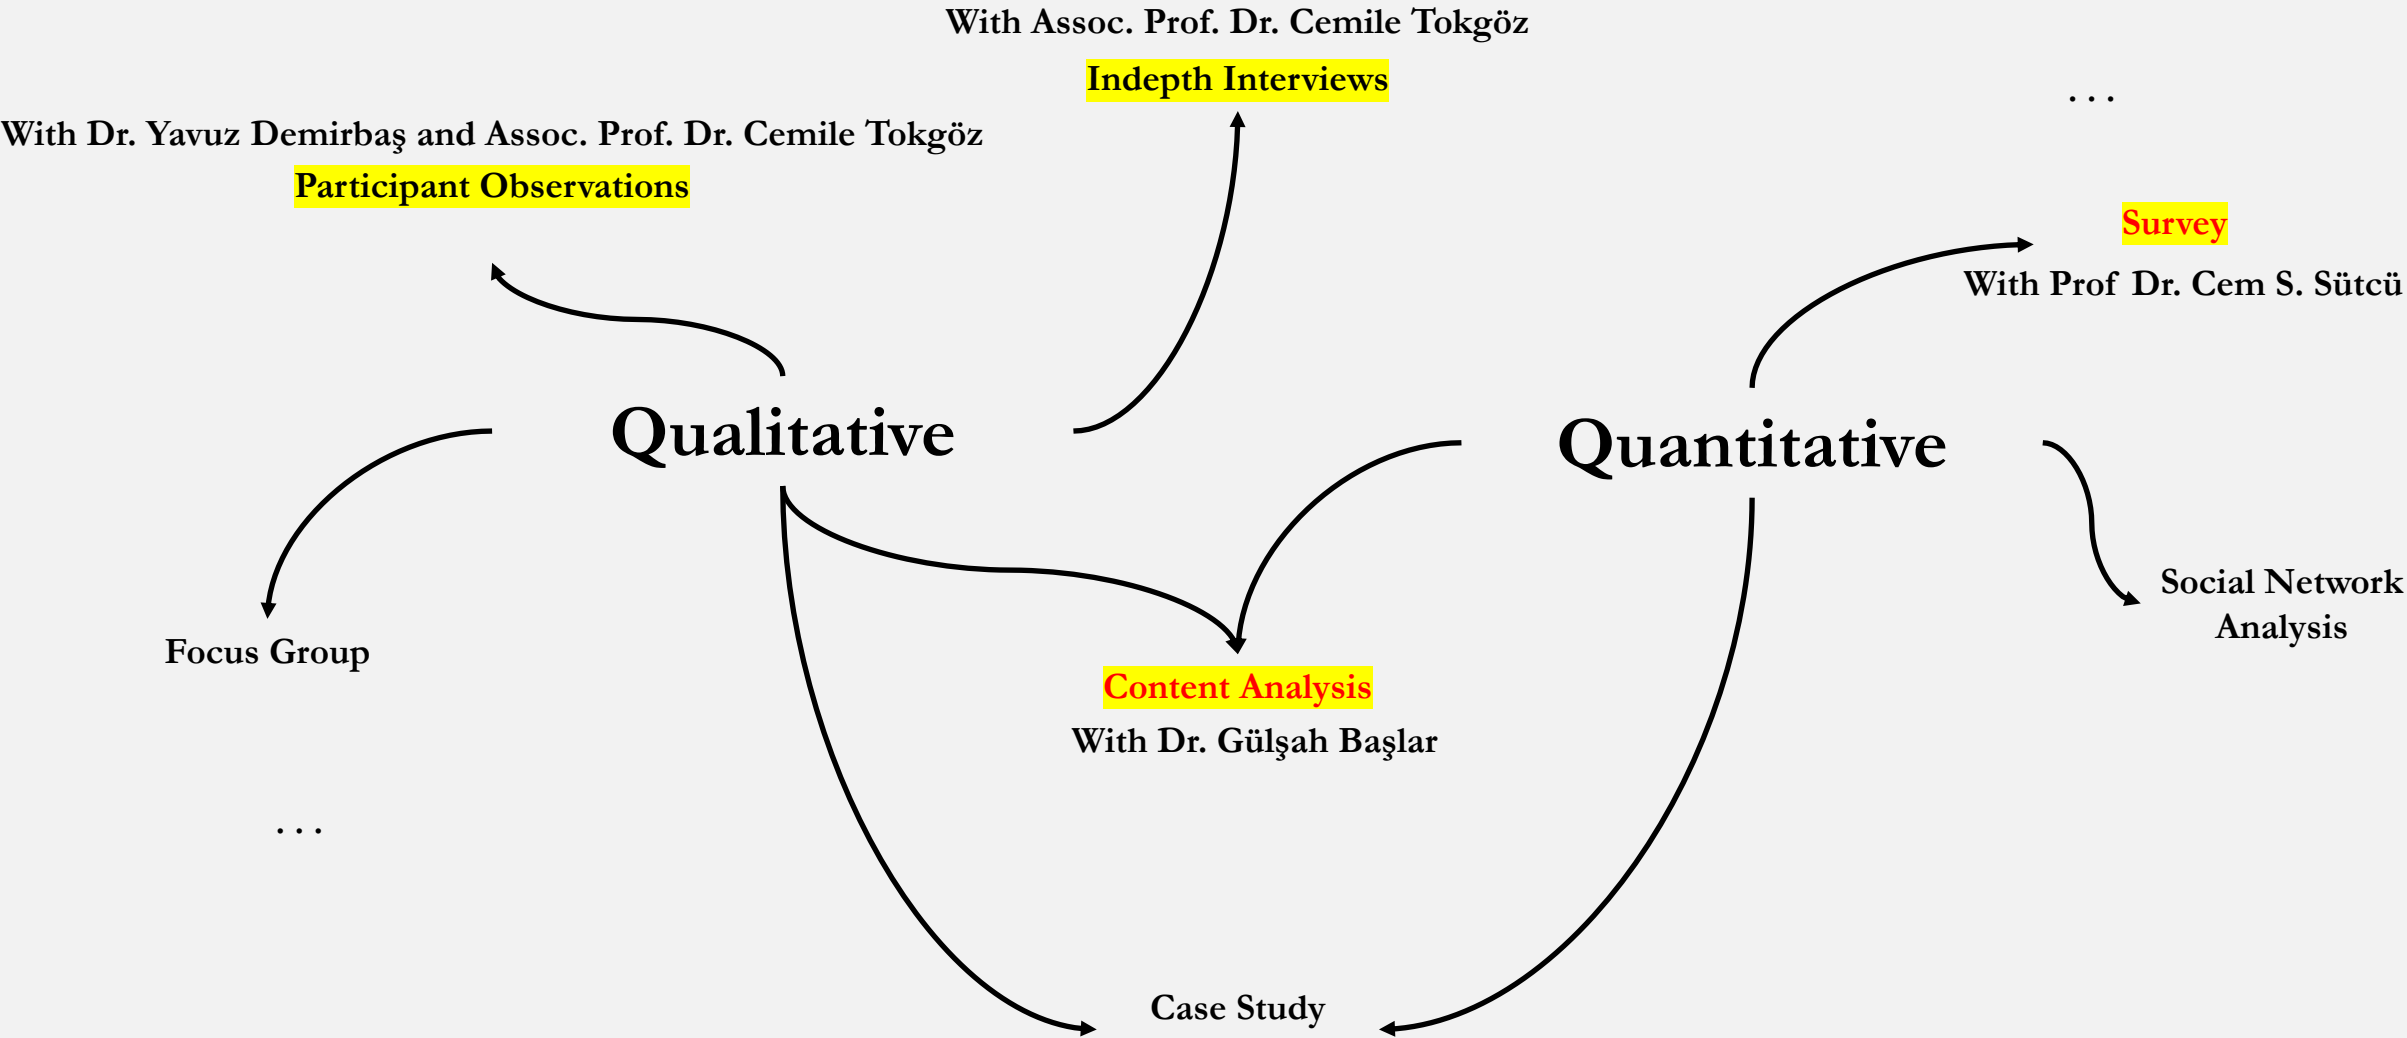 With Assoc. Prof. Dr. Cemile Tokgöz
Indepth Interviews
. . .
With Dr. Yavuz Demirbaş and Assoc. Prof. Dr. Cemile Tokgöz
Participant Observations
Survey
With Prof Dr. Cem S. Sütcü
Qualitative
Quantitative
Social Network
Analysis
Focus Group
Content Analysis
With Dr. Gülşah Başlar
. . .
Case Study